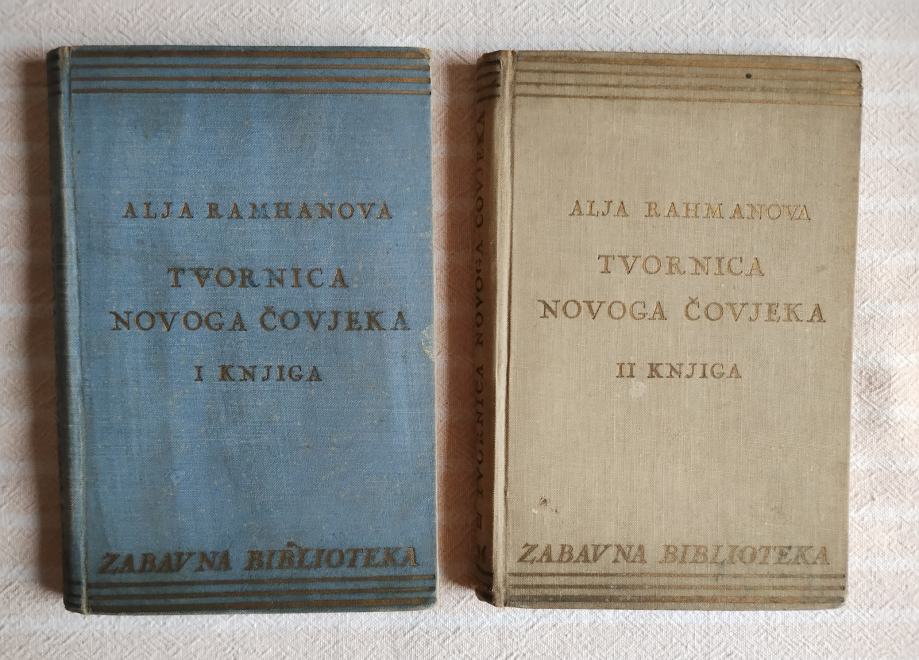 ALJA RAMHANOVA
TVORNICA
NOVOGA ČOVJEKA
I KNJIGA
ZABAVNA BIBLIOTEKA
TVORNICA NOVOGA ČOVJEKA
ALJA RAHMANOVA
TVORNICA
NOVOGA ČOVJEKA
II KNJIGA
ZABAVNA BIBLIOTEKA